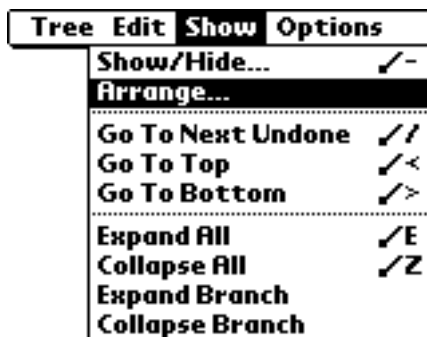 Tree Edit Show Options
Show/Hide... /-
Arrange...
Go To Next Undone //
Go To Top /<
Go To Bottom />
Expand All /E
Collapse All /Z
Expand Branch
Collapse Branch